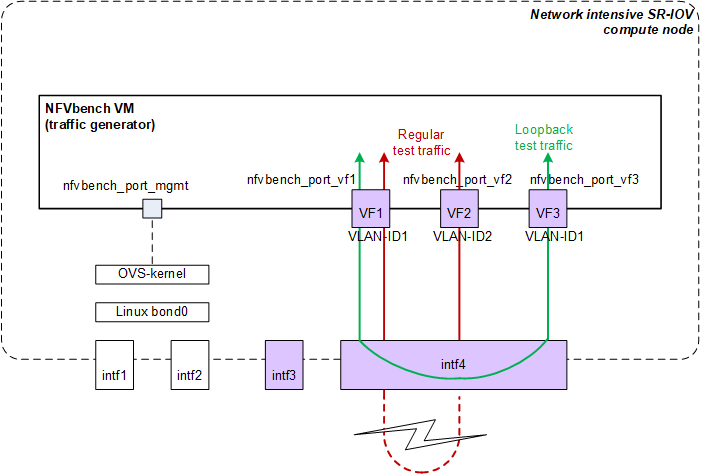 Network intensive SR-IOV
compute node
NFVbench VM
(traffic generator)
Regular
test traffic
Loopback
test traffic
nfvbench_port_mgmt
nfvbench_port_vf1
nfvbench_port_vf2
nfvbench_port_vf3
VF1
VF2
VF3
VLAN-ID1
VLAN-ID2
VLAN-ID1
OVS-kernel
Linux bond0
intf1
intf2
intf3
intf4